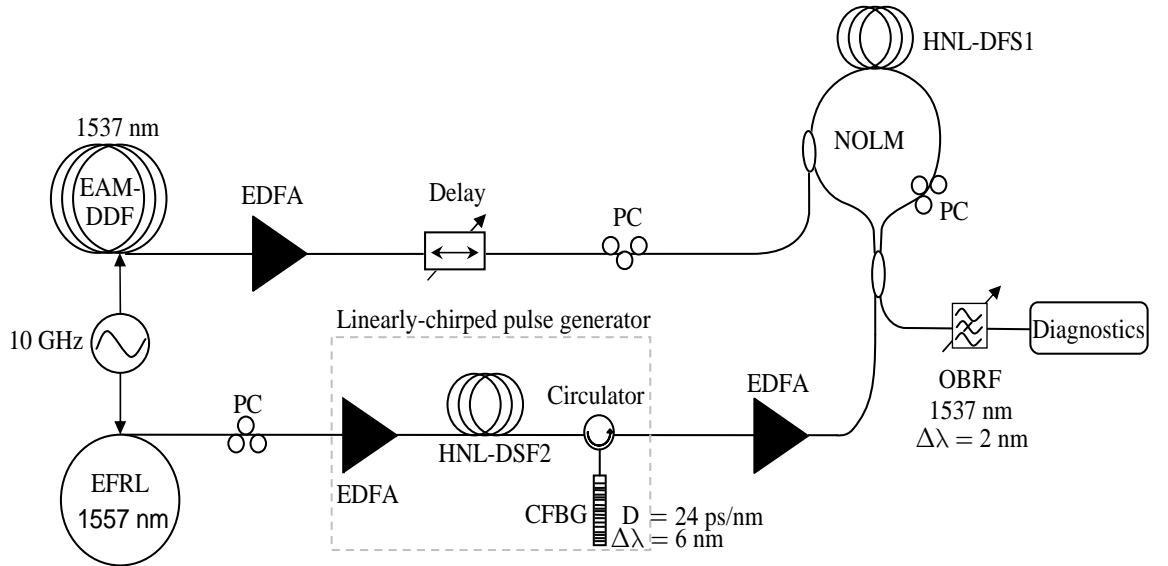 HNL-DFS1
1537 nm
EAM-
DDF
EDFA
Delay
PC
NOLM
PC
10 GHz
Linearly-chirped pulse generator
Diagnostics
OBRF
1537 nm
Δλ = 2 nm
PC
EDFA
HNL-DSF2
Circulator
EDFA
EFRL
1557 nm
CFBG
D = 24 ps/nm
Δλ = 6 nm